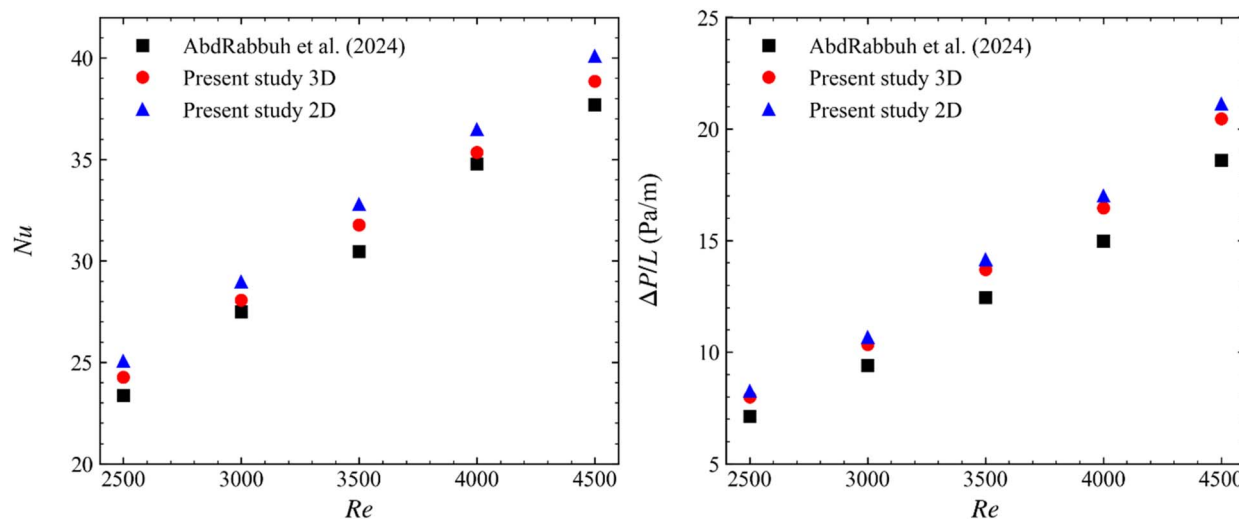 40
35
30
25
20
Nu
AbdRabbuh et al. (2024)
Present study 3D
Present study 2D
2500 3000 3500 4000 4500
Re
25
20
15
10
5
ΔP/L (Pa/m)
AbdRabbuh et al. (2024)
Present study 3D
Present study 2D
2500 3000 3500 4000 4500
Re